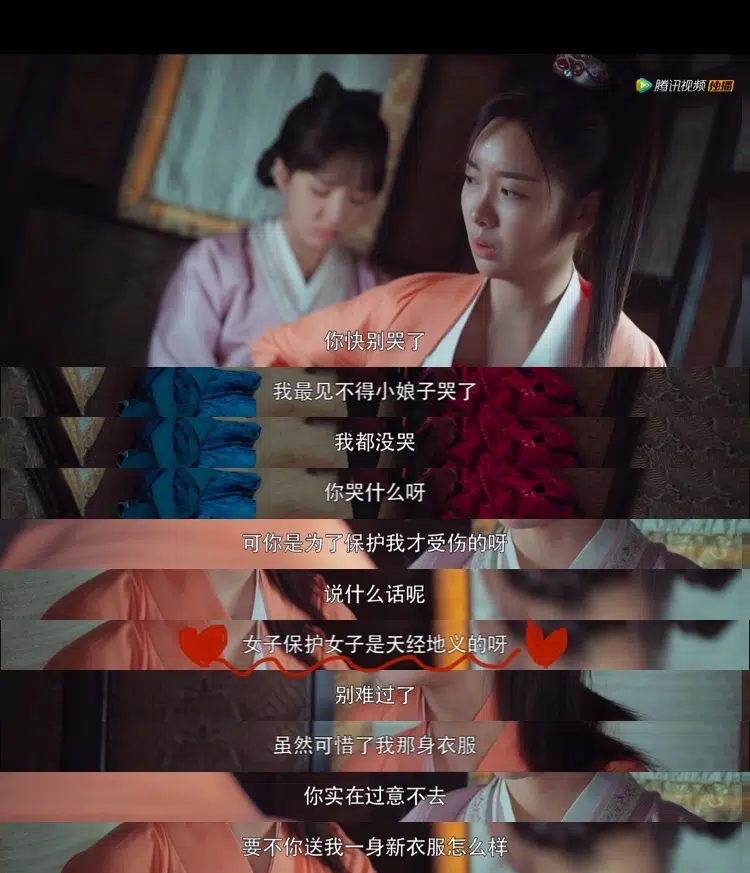 腾讯视频 独播
你快别哭了
我最见不得小娘子哭了
我都没哭
你哭什么呀
可你是为了保护我才受伤的呀
说什么话呢
女子保护女子是天经地义的呀
别难过了
虽然可惜了我那身衣服
你实在过意不去
要不你送我一身新衣服怎么样